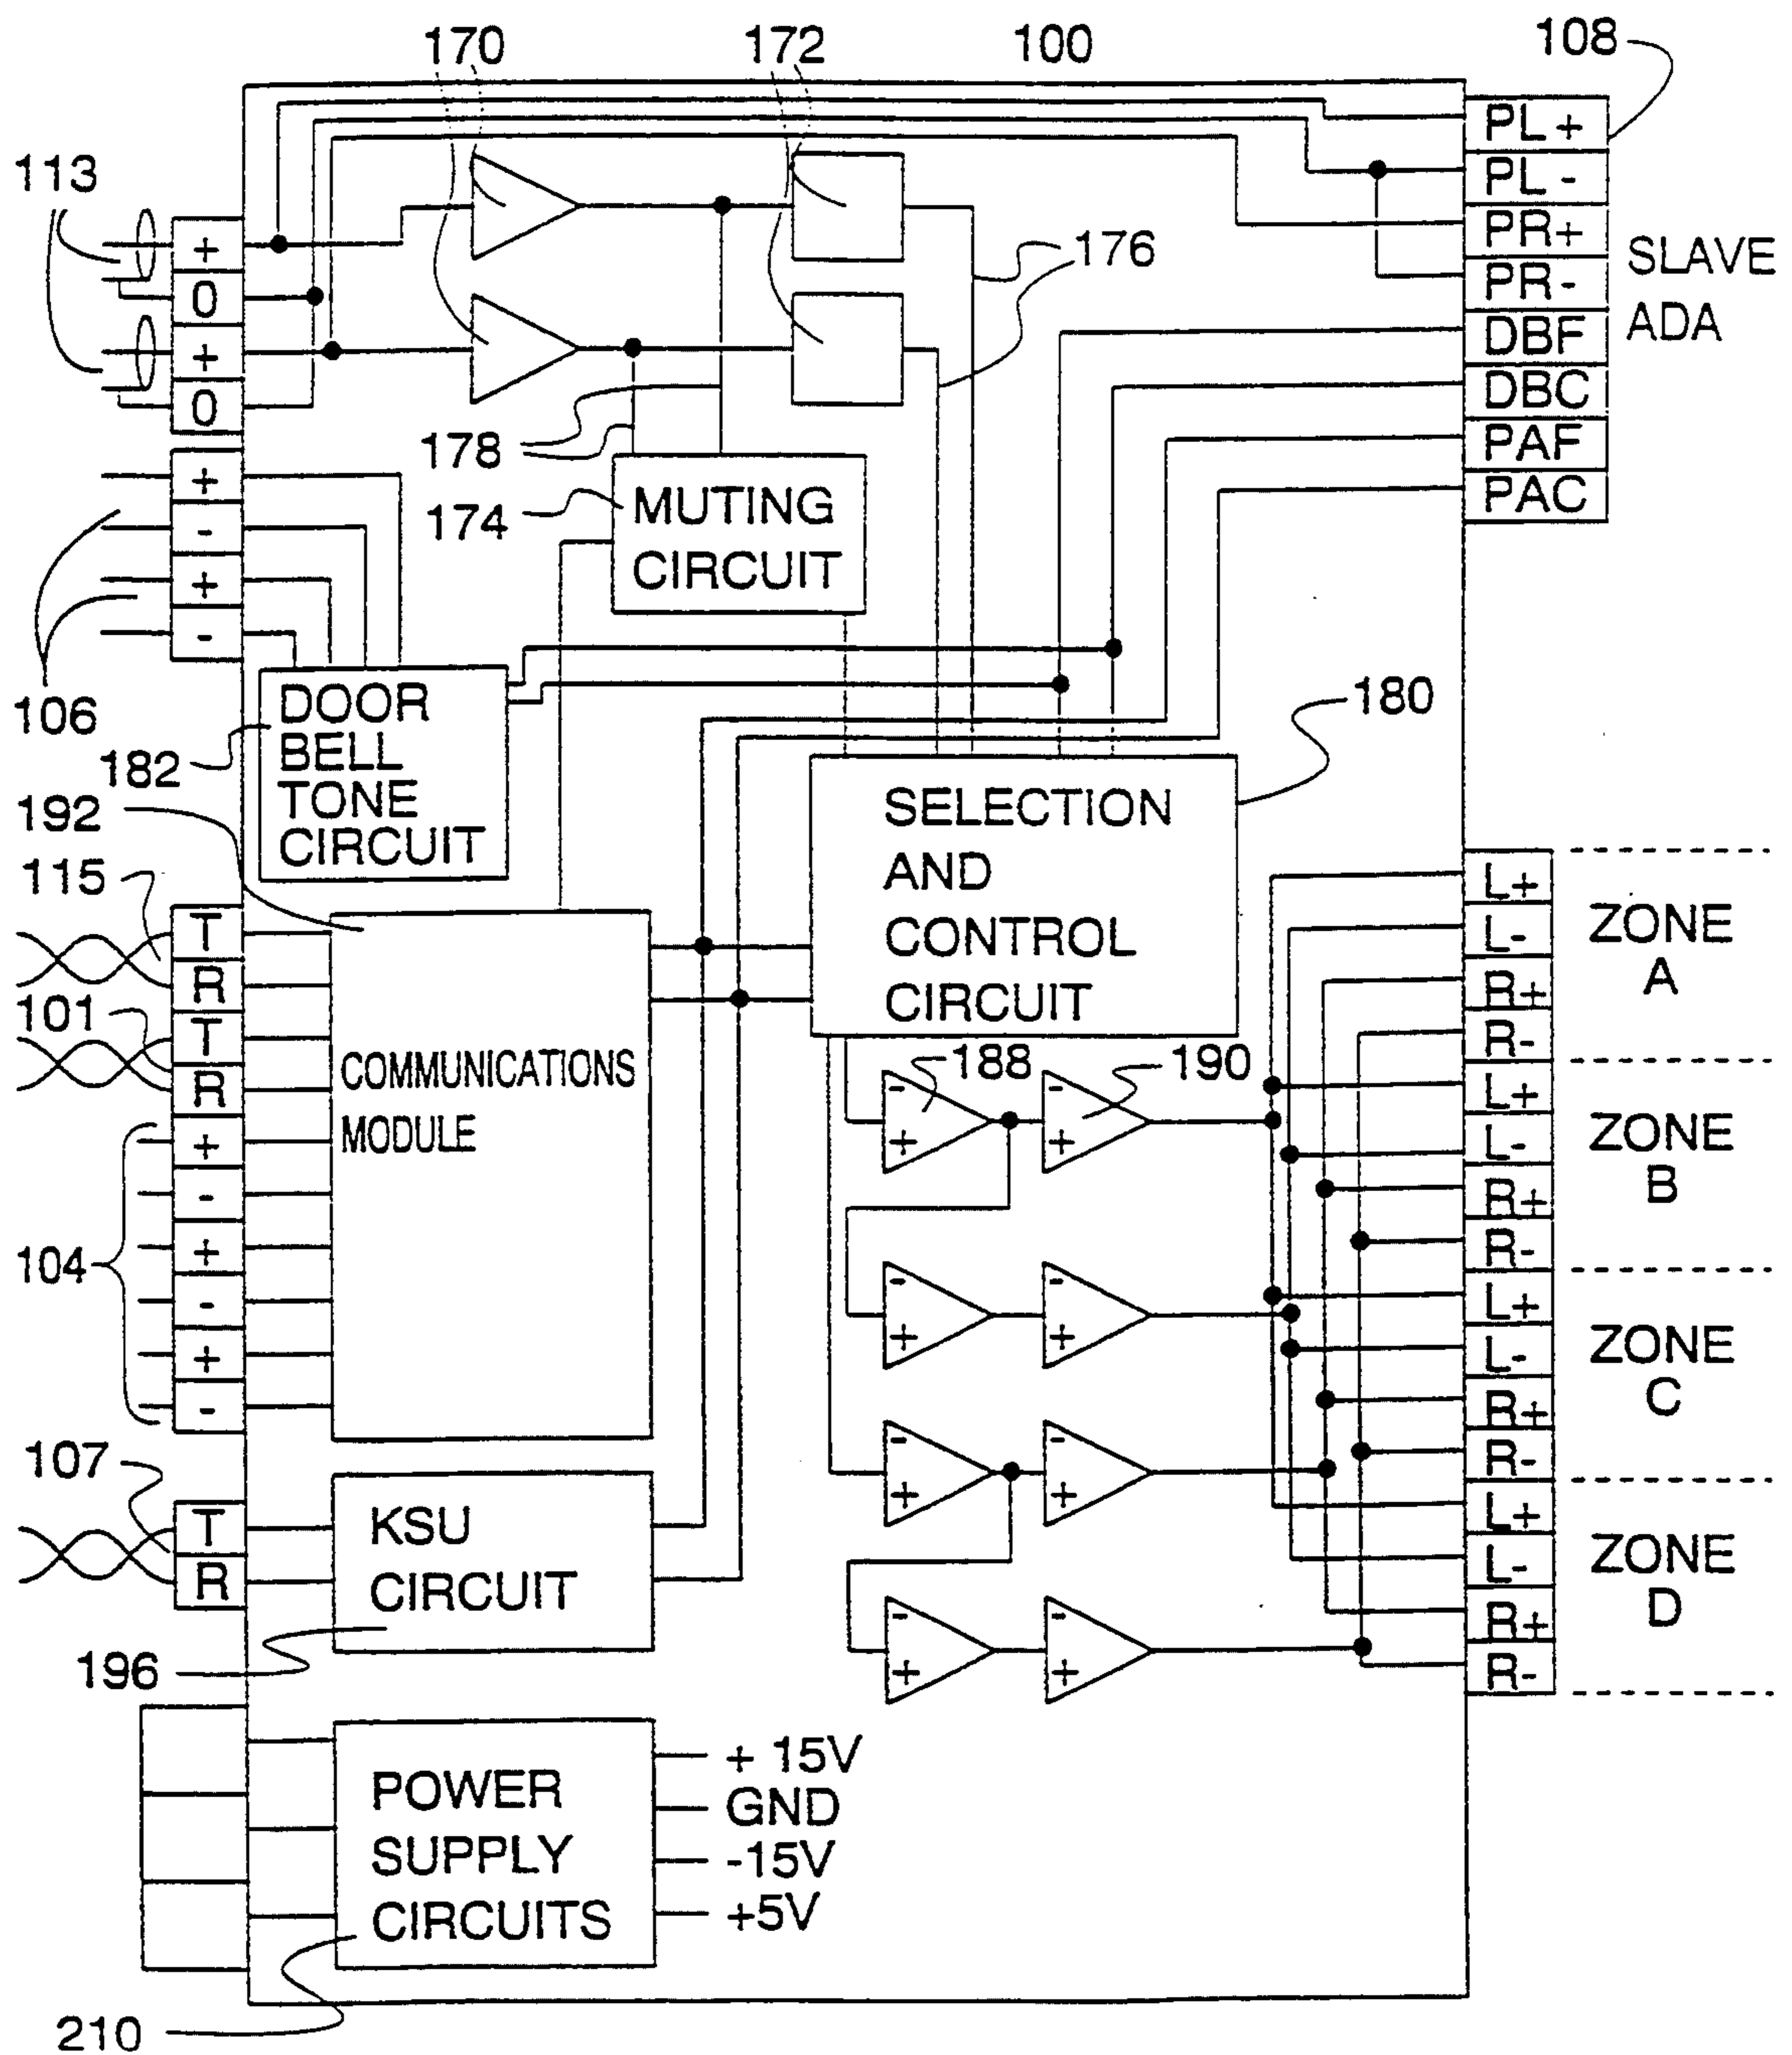 170
172
100
108
113
+
0
+
0
PL+
PL-
PR+
PR-
DBF
DBC
PAF
PAC
SLAVE
ADA
176
178
174
MUTING
CIRCUIT
+
-
+
-
106
182
DOOR
BELL
TONE
CIRCUIT
180
SELECTION
AND
CONTROL
CIRCUIT
192
115
T
R
101
T
R
104
+
-
+
-
+
-
COMMUNICATIONS
MODULE
188
190
-
+
-
+
-
+
-
+
-
+
-
+
-
+
-
+
L+
L-
R+
R-
ZONE
A
L+
L-
R+
R-
ZONE
B
L+
L-
R+
R-
ZONE
C
L+
L-
R+
R-
ZONE
D
107
T
R
KSU
CIRCUIT
196
POWER
SUPPLY
CIRCUITS
+ 15V
GND
-15V
+5V
210